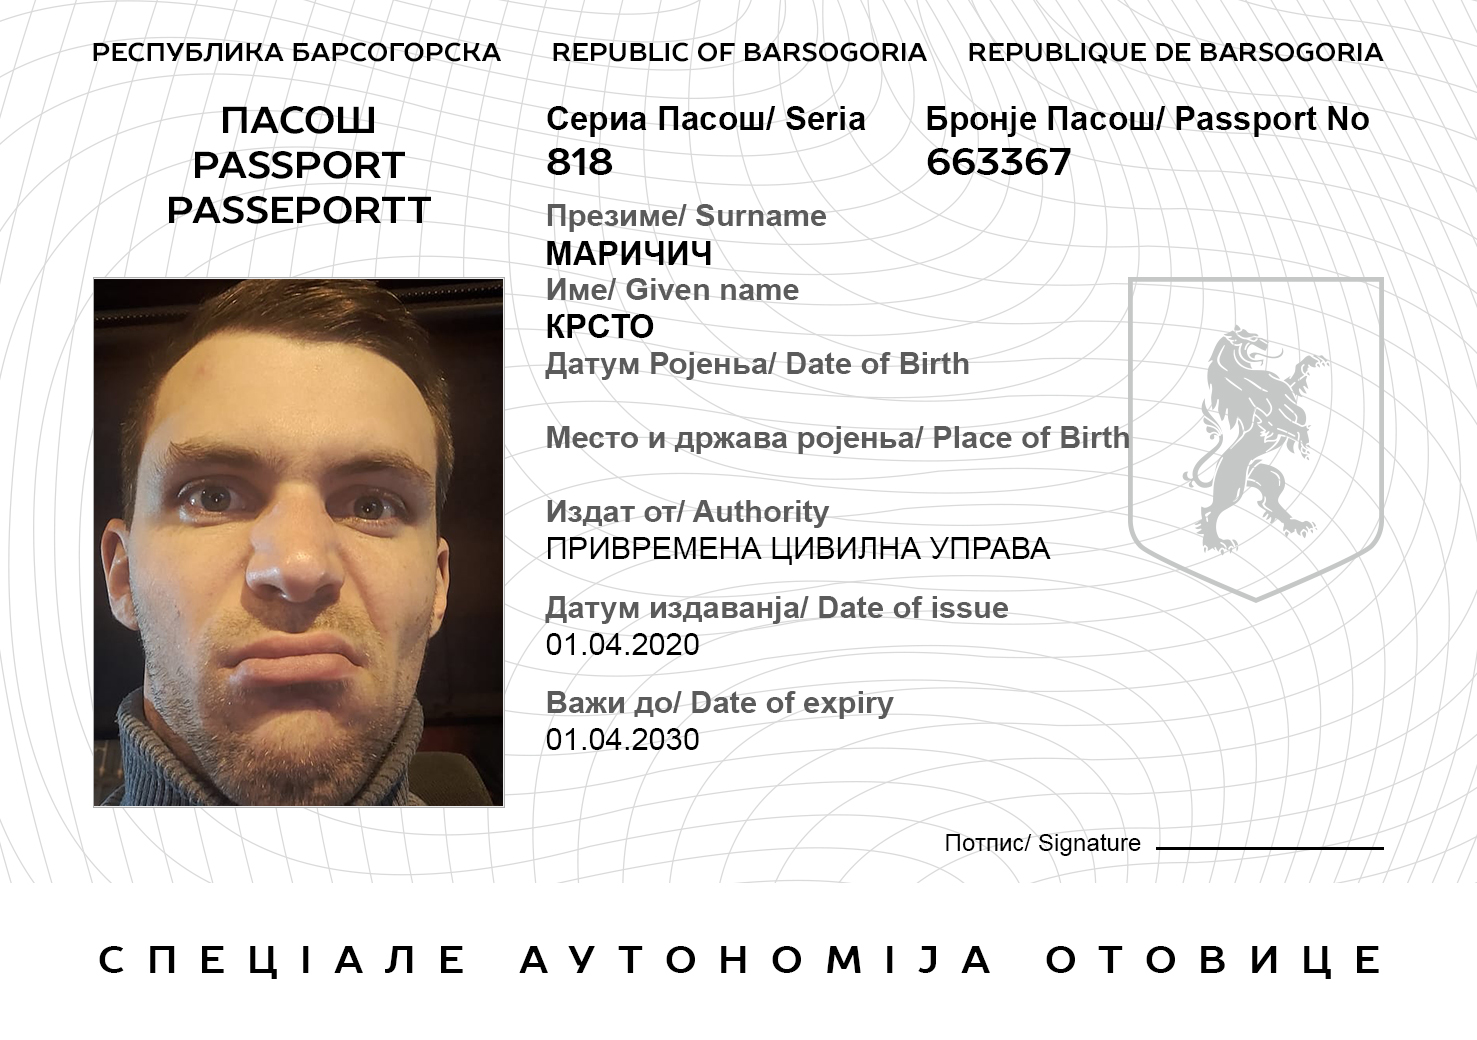 РЕСПУБЛИКА БАРСОГОРСКА
REPUBLIC OF BARSOGORIA
REPUBLIQUE DE BARSOGORIA
ПАСОШ
PASSPORT
PASSEPORTT
Сериа Пасош/ Seria
818
Бронје Пасош/ Passport No
663367
Презиме/ Surname
МАРИЧИЧ
Име/ Given name
КРСТО
Датум Ројења/ Date of Birth
Место и држава ројења/ Place of Birth
Издат от/ Authority
ПРИВРЕМЕНА ЦИВИЛНА УПРАВА
Датум издаванја/ Date of issue
01.04.2020
Важи до/ Date of expiry
01.04.2030
Потпис/ Signature
СПЕЦІАЛЕ АУТОНОМІЈА ОТОВИЦЕ